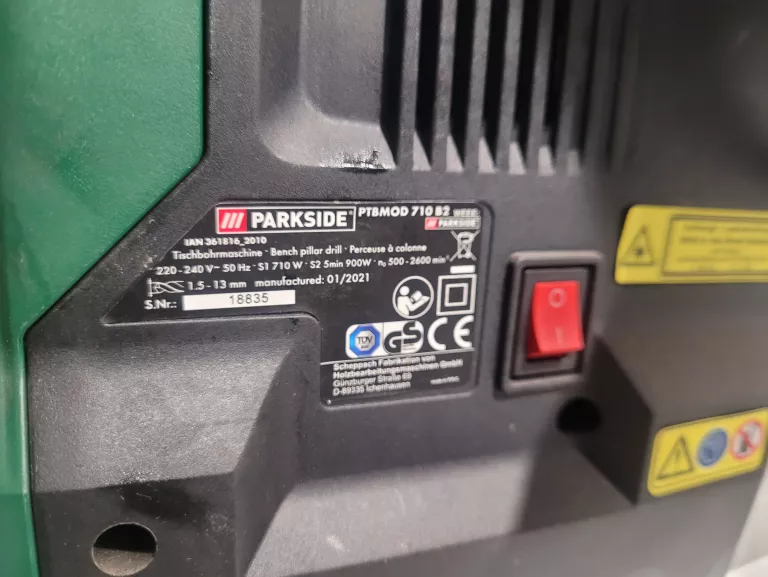 PARKSIDE
PTBMOD 710 B2
PARKSIDE
IAN 361816_2010
Tischbohrmaschine · Bench pillar drill · Perceuse à colonne
220 - 240 V~ 50 Hz · S1 710 W · S2 5min 900W · n₀ 500 - 2600 min⁻¹
1.5 - 13 mm manufactured: 01/2021
S.Nr.: 18835
TÜV GS CE
Scheppach Fabrikation von
Holzbearbeitungsmaschinen GmbH
Günzburger Straße 69
D-89335 Ichenhausen